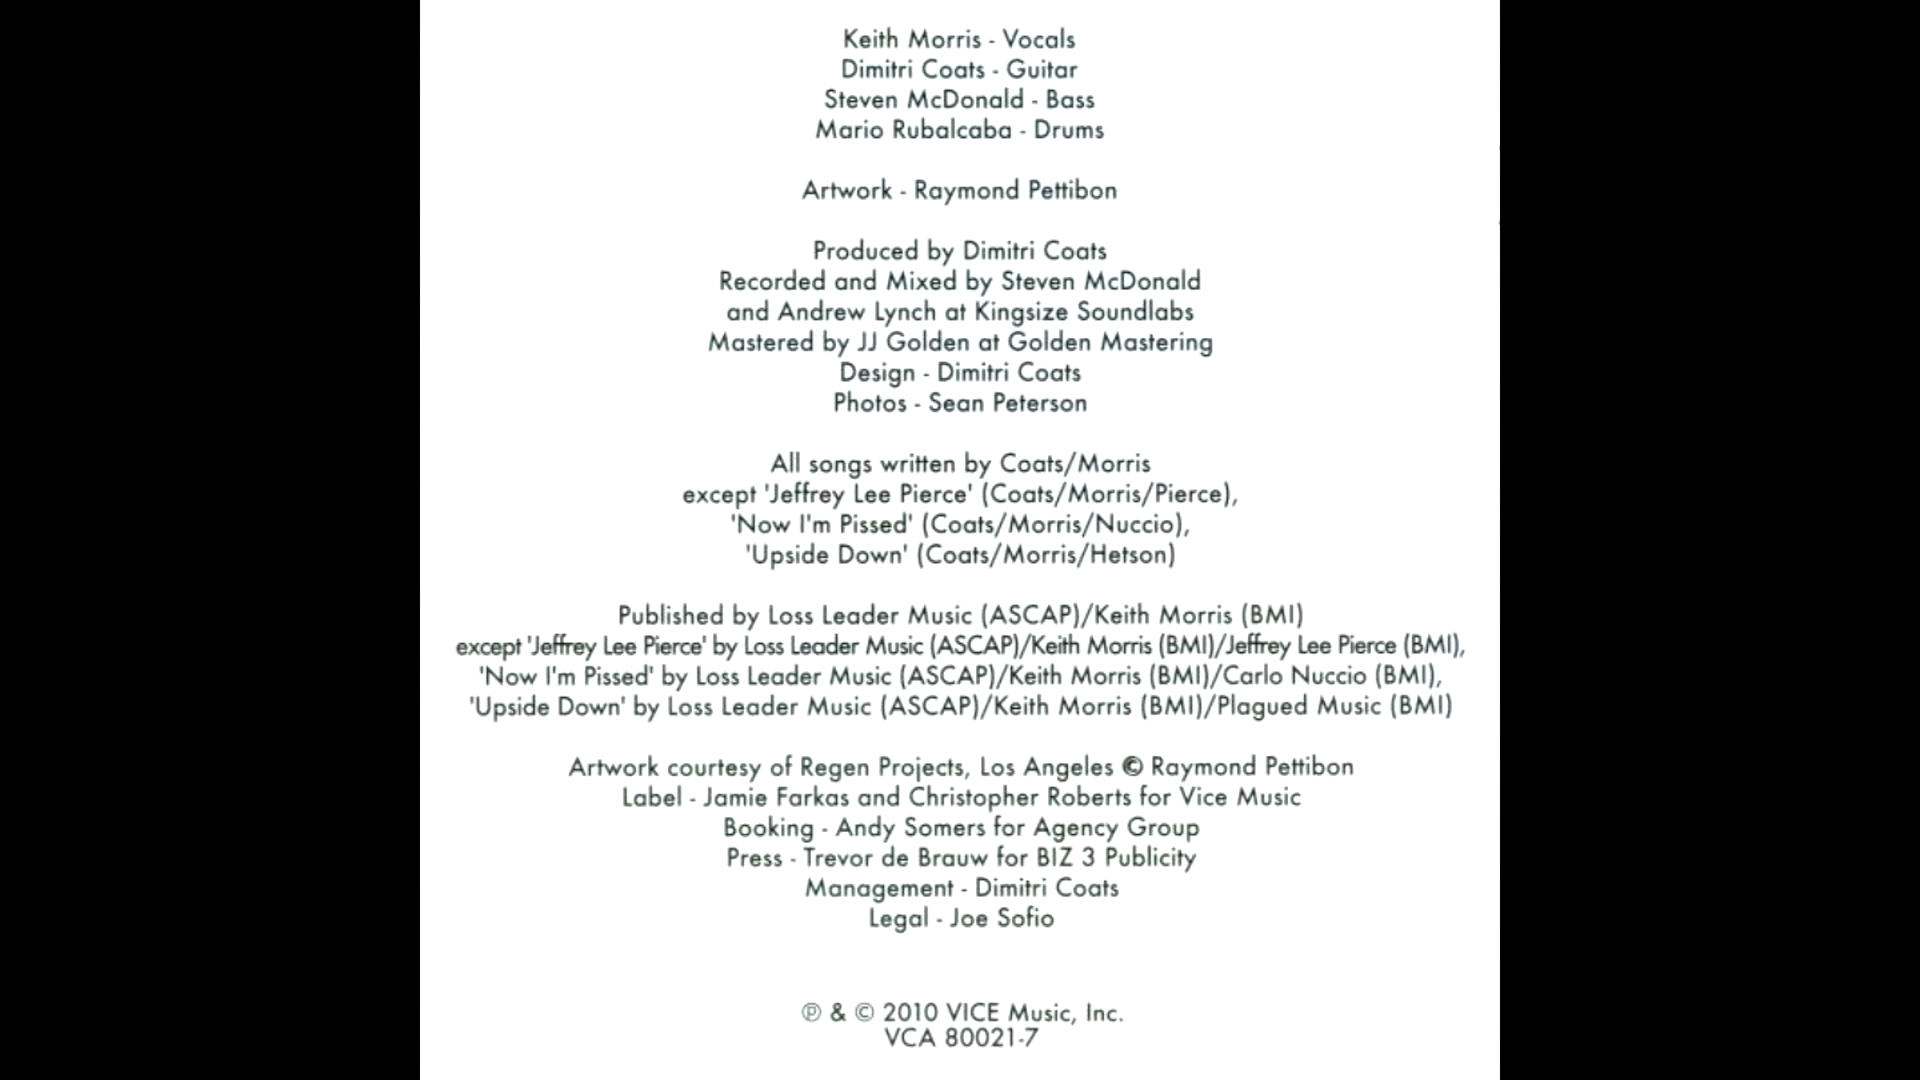 Keith Morris - Vocals
Dimitri Coats - Guitar
Steven McDonald - Bass
Mario Rubalcaba - Drums
Artwork - Raymond Pettibon
Produced by Dimitri Coats
Recorded and Mixed by Steven McDonald
and Andrew Lynch at Kingsize Soundlabs
Mastered by JJ Golden at Golden Mastering
Design - Dimitri Coats
Photos - Sean Peterson
All songs written by Coats/Morris
except 'Jeffrey Lee Pierce' (Coats/Morris/Pierce),
'Now I'm Pissed' (Coats/Morris/Nuccio),
'Upside Down' (Coats/Morris/Hetson)
Published by Loss Leader Music (ASCAP)/Keith Morris (BMI)
except 'Jeffrey Lee Pierce' by Loss Leader Music (ASCAP)/Keith Morris (BMI)/Jeffrey Lee Pierce (BMI),
'Now I'm Pissed' by Loss Leader Music (ASCAP)/Keith Morris (BMI)/Carlo Nuccio (BMI),
'Upside Down' by Loss Leader Music (ASCAP)/Keith Morris (BMI)/Plagued Music (BMI)
Artwork courtesy of Regen Projects, Los Angeles © Raymond Pettibon
Label - Jamie Farkas and Christopher Roberts for Vice Music
Booking - Andy Somers for Agency Group
Press - Trevor de Brauw for BIZ 3 Publicity
Management - Dimitri Coats
Legal - Joe Sofio
℗ & © 2010 VICE Music, Inc.
VCA 80021-7